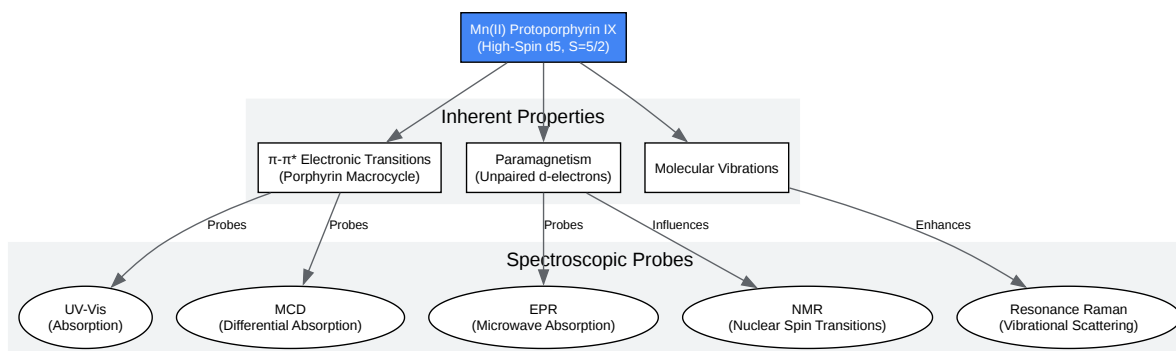 Mn(II) Protoporphyrin IX
(High-Spin d5, S=5/2)
Inherent Properties
π-π* Electronic Transitions
(Porphyrin Macrocycle)
Paramagnetism
(Unpaired d-electrons)
Molecular Vibrations
Probes
Probes
Probes
Influences
Enhances
Spectroscopic Probes
UV-Vis
(Absorption)
MCD
(Differential Absorption)
EPR
(Microwave Absorption)
NMR
(Nuclear Spin Transitions)
Resonance Raman
(Vibrational Scattering)